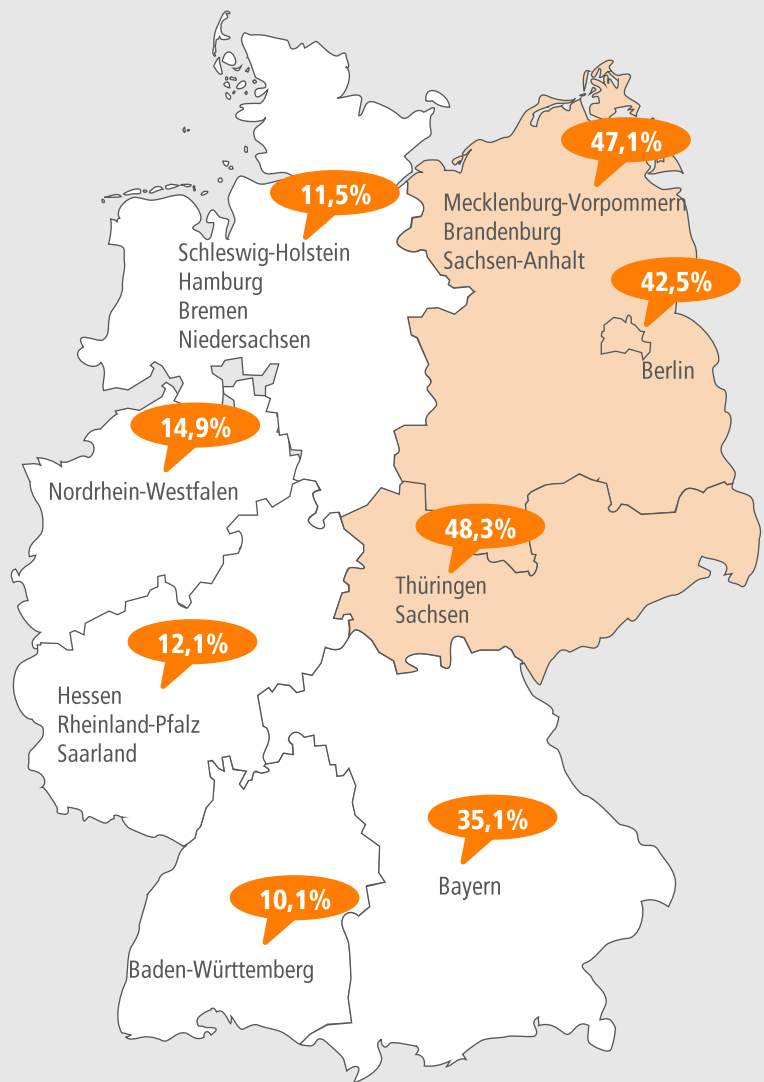 47,1%
Mecklenburg-Vorpommern
Brandenburg
Sachsen-Anhalt
11,5%
Schleswig-Holstein
Hamburg
Bremen
Niedersachsen
42,5%
Berlin
14,9%
Nordrhein-Westfalen
48,3%
Thüringen
Sachsen
12,1%
Hessen
Rheinland-Pfalz
Saarland
35,1%
Bayern
10,1%
Baden-Württemberg